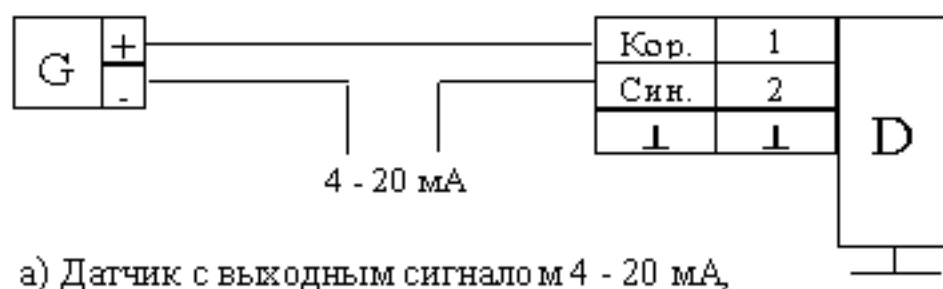 G + Кор. 1
- Син. 2 D
⊥ ⊥
4 - 20 мА
а) Датчик с выходным сигналом 4 - 20 мА,